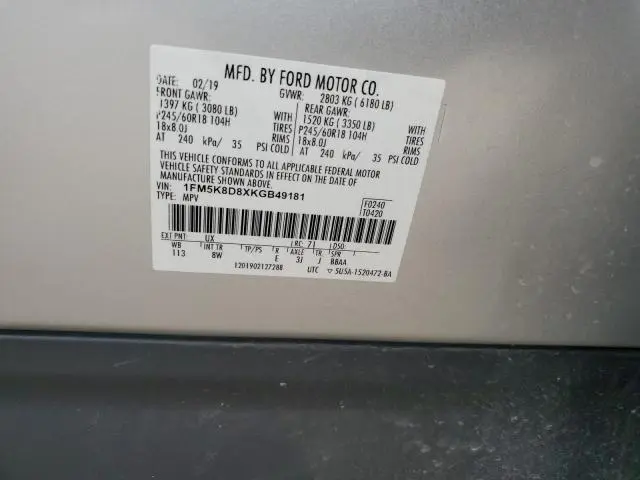 MFD. BY FORD MOTOR CO.
DATE: 02/19 GVWR: 2803 KG ( 6180 LB)
FRONT GAWR: REAR GAWR:
1397 KG ( 3080 LB) WITH 1520 KG ( 3350 LB) WITH
P245/60R18 104H TIRES P245/60R18 104H TIRES
18x8.0J RIMS 18x8.0J RIMS
AT 240 kPa/ 35 PSI COLD AT 240 kPa/ 35 PSI COLD
THIS VEHICLE CONFORMS TO ALL APPLICABLE FEDERAL MOTOR
VEHICLE SAFETY STANDARDS IN EFFECT ON THE DATE OF
MANUFACTURE SHOWN ABOVE.
VIN: 1FM5K8D8XKGB49181
TYPE: MPV
F0240
T0420
EXT PNT: UX RC: 71 DSO:
WB INT TR TP/PS R AXLE TR SPR
113 8W E 3J J BBAA
12019021272BB UTC ▽ 5U5A-1520472-BA